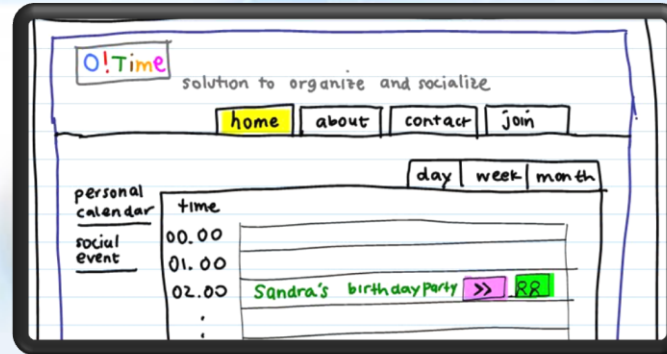 O!Time
solution to organize and socialize
home about contact join
day week month
personal calendar
social event
time
00.00
01.00
02.00 Sandra's birthday party >> 88